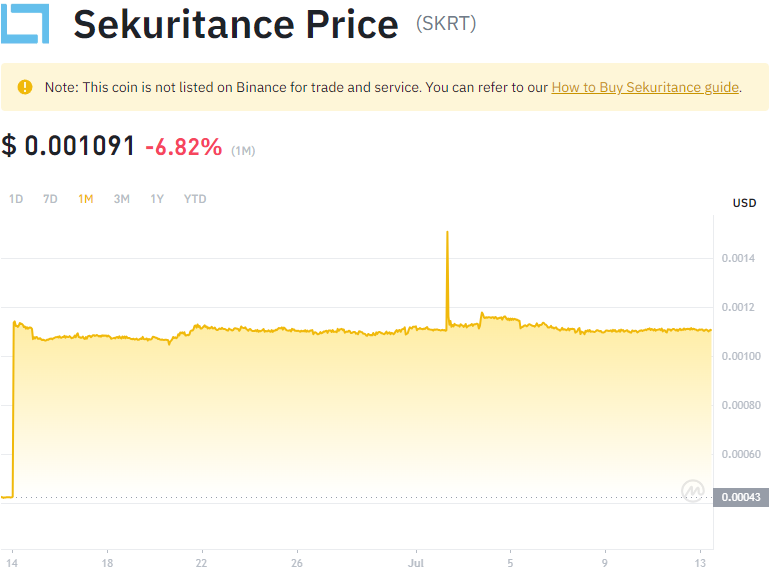 Sekuritance Price (SKRT)
Note: This coin is not listed on Binance for trade and service. You can refer to our How to Buy Sekuritance guide.
$ 0.001091 -6.82% (1M)
1D 7D 1M 3M 1Y YTD
USD
0.0014
0.0012
0.00100
0.00080
0.00060
0.00043
14 18 22 26 Jul 5 9 13